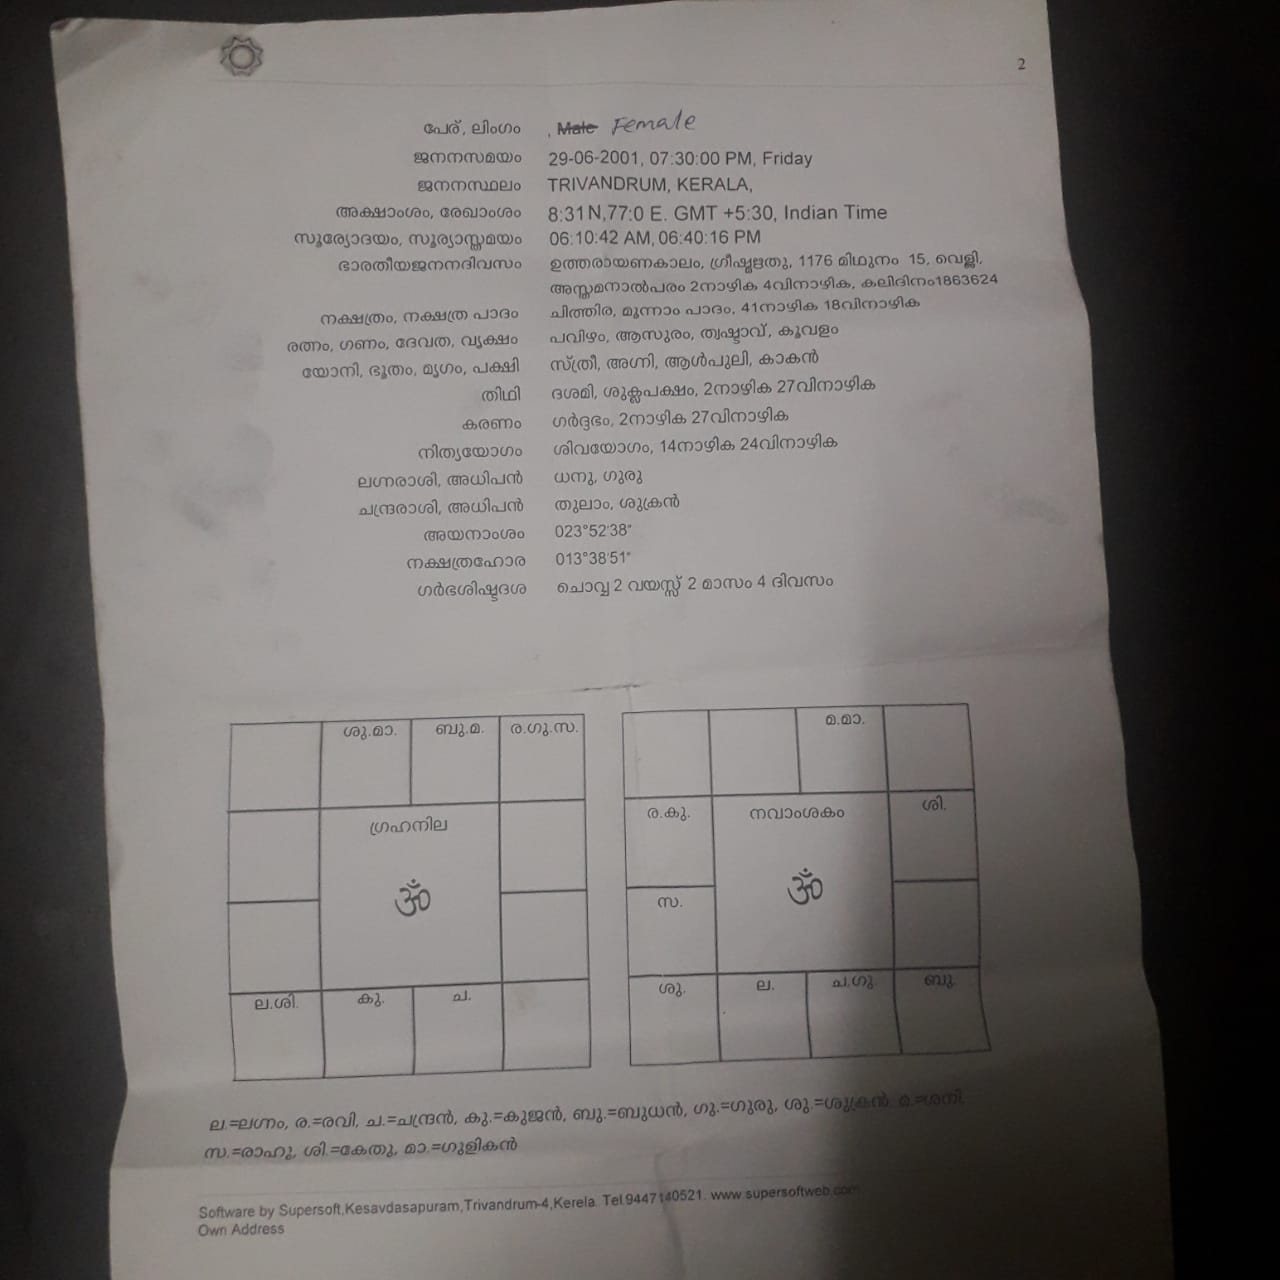 2
പേര്, ലിംഗം , Male Female
ജനനസമയം 29-06-2001, 07:30:00 PM, Friday
ജനനസ്ഥലം TRIVANDRUM, KERALA,
അക്ഷാംശം, രേഖാംശം 8:31 N,77:0 E. GMT +5:30, Indian Time
സൂര്യോദയം, സൂര്യാസ്തമയം 06:10:42 AM, 06:40:16 PM
ഭാരതീയജനനദിവസം ഉത്തരായണകാലം, ഗ്രീഷ്മഋതു, 1176 മിഥുനം 15, വെള്ളി,
അസ്തമനാൽപരം 2നാഴിക 4വിനാഴിക, കലിദിനം1863624
നക്ഷത്രം, നക്ഷത്ര പാദം ചിത്തിര, മൂന്നാം പാദം, 41നാഴിക 18വിനാഴിക
രത്നം, ഗണം, ദേവത, വൃക്ഷം പവിഴം, ആസുരം, ത്വഷ്ടാവ്, കൂവളം
യോനി, ഭൂതം, മൃഗം, പക്ഷി സ്ത്രീ, അഗ്നി, ആൾപുലി, കാകൻ
തിഥി ദശമി, ശുക്ലപക്ഷം, 2നാഴിക 27വിനാഴിക
കരണം ഗർദ്ദഭം, 2നാഴിക 27വിനാഴിക
നിത്യയോഗം ശിവയോഗം, 14നാഴിക 24വിനാഴിക
ലഗ്നരാശി, അധിപൻ ധനു, ഗുരു
ചന്ദ്രരാശി, അധിപൻ തുലാം, ശുക്രൻ
അയനാംശം 023°52'38"
നക്ഷത്രഹോര 013°38'51"
ഗർഭശിഷ്ടദശ ചൊവ്വ 2 വയസ്സ് 2 മാസം 4 ദിവസം
ശു.മാ. ബു.മ. ര.ഗു.സ.
ഗ്രഹനില
ॐ
ല.ശി. കു. ച.
മ.മാ.
ര.കു. നവാംശകം ശി.
ॐ
സ.
ശു. ല. ച.ഗു. ബു.
ല.=ലഗ്നം, ര.=രവി, ച.=ചന്ദ്രൻ, കു.=കുജൻ, ബു.=ബുധൻ, ഗു.=ഗുരു, ശു.=ശുക്രൻ, മ.=ശനി,
സ.=രാഹു, ശി.=കേതു, മാ.=ഗുളികൻ
Software by Supersoft,Kesavdasapuram,Trivandrum-4,Kerela. Tel.9447140521. www.supersoftweb.com
Own Address